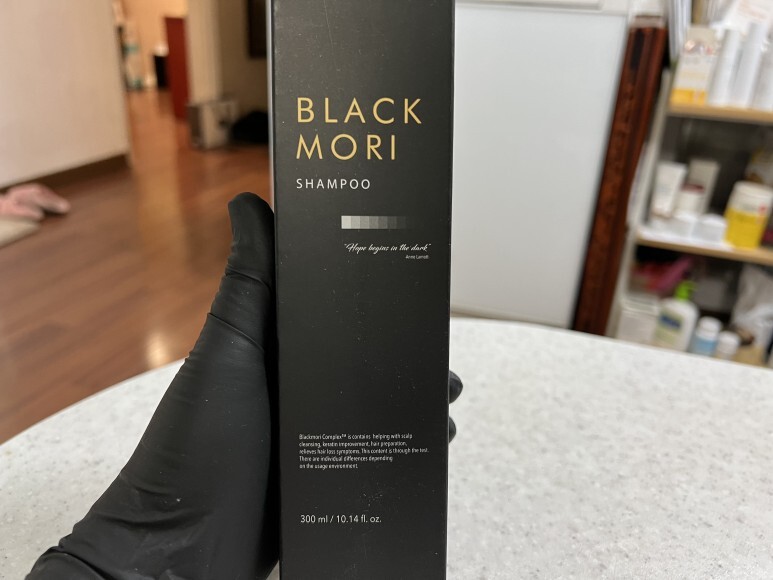 BLACK
MORI
SHAMPOO
"Hope begins in the dark"
Anne Lamott
Blackmori Complex™ is contains helping with scalp
cleansing, keratin improvement, hair preparation,
relieves hair loss symptoms. This content is through the test.
There are individual differences depending
on the usage environment.
300 ml / 10.14 fl. oz.